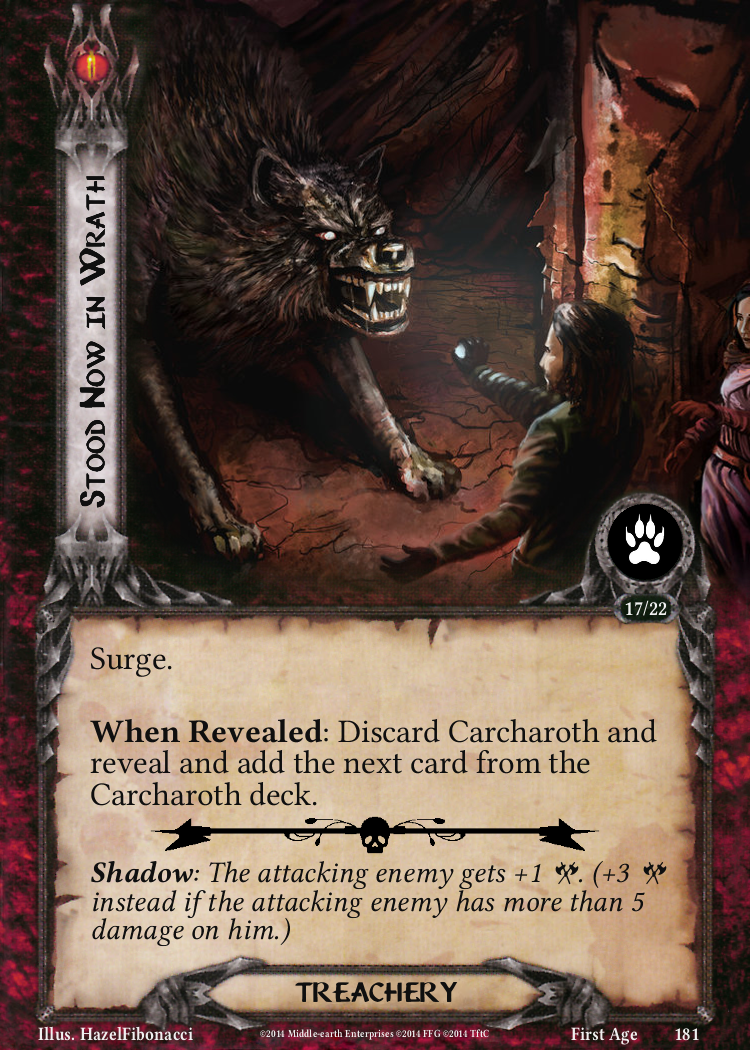 Stood Now in Wrath
17/22
Surge.
When Revealed: Discard Carcharoth and
reveal and add the next card from the
Carcharoth deck.
Shadow: The attacking enemy gets +1 . (+3
instead if the attacking enemy has more than 5
damage on him.)
TREACHERY
Illus. HazelFibonacci
©2014 Middle-earth Enterprises ©2014 FFG ©2014 TftC
First Age
181